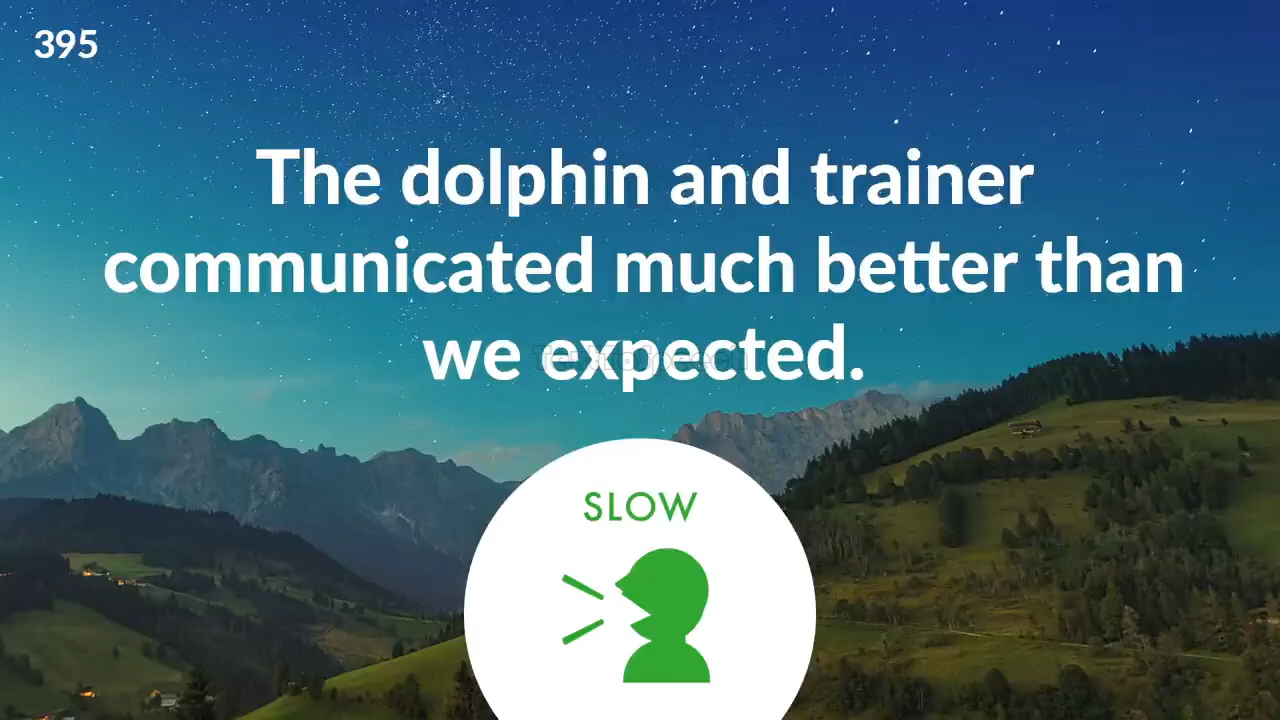 395
The dolphin and trainer
communicated much better than
we expected.
SLOW